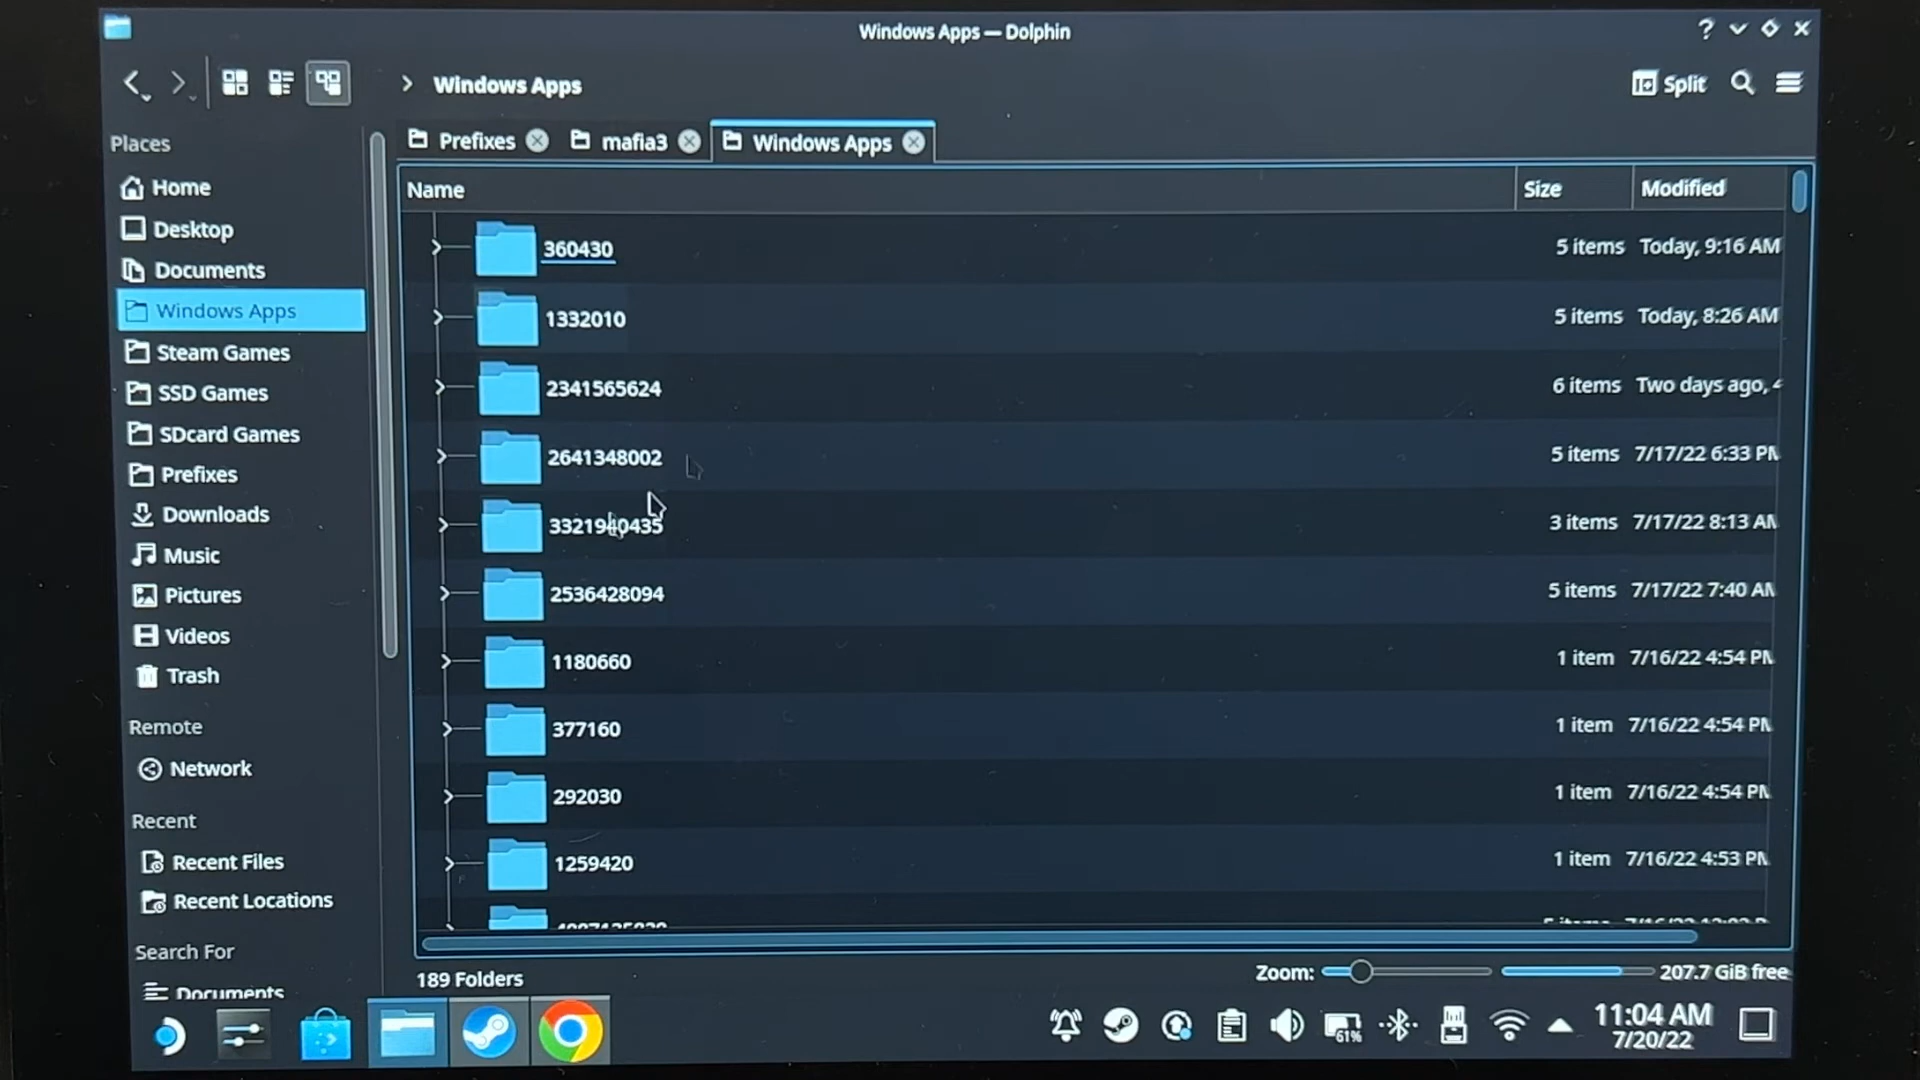 Windows Apps — Dolphin
Windows Apps
Split
Places
Home
Desktop
Documents
Windows Apps
Steam Games
SSD Games
SDcard Games
Prefixes
Downloads
Music
Pictures
Videos
Trash
Remote
Network
Recent
Recent Files
Recent Locations
Search For
Documents
Prefixes mafia3 Windows Apps
Name Size Modified
360430 5 items Today, 9:16 AM
1332010 5 items Today, 8:26 AM
2341565624 6 items Two days ago,
2641348002 5 items 7/17/22 6:33 PM
3321940435 3 items 7/17/22 8:13 AM
2536428094 5 items 7/17/22 7:40 AM
1180660 1 item 7/16/22 4:54 PM
377160 1 item 7/16/22 4:54 PM
292030 1 item 7/16/22 4:54 PM
1259420 1 item 7/16/22 4:53 PM
189 Folders Zoom: 207.7 GiB free
61%
11:04 AM
7/20/22